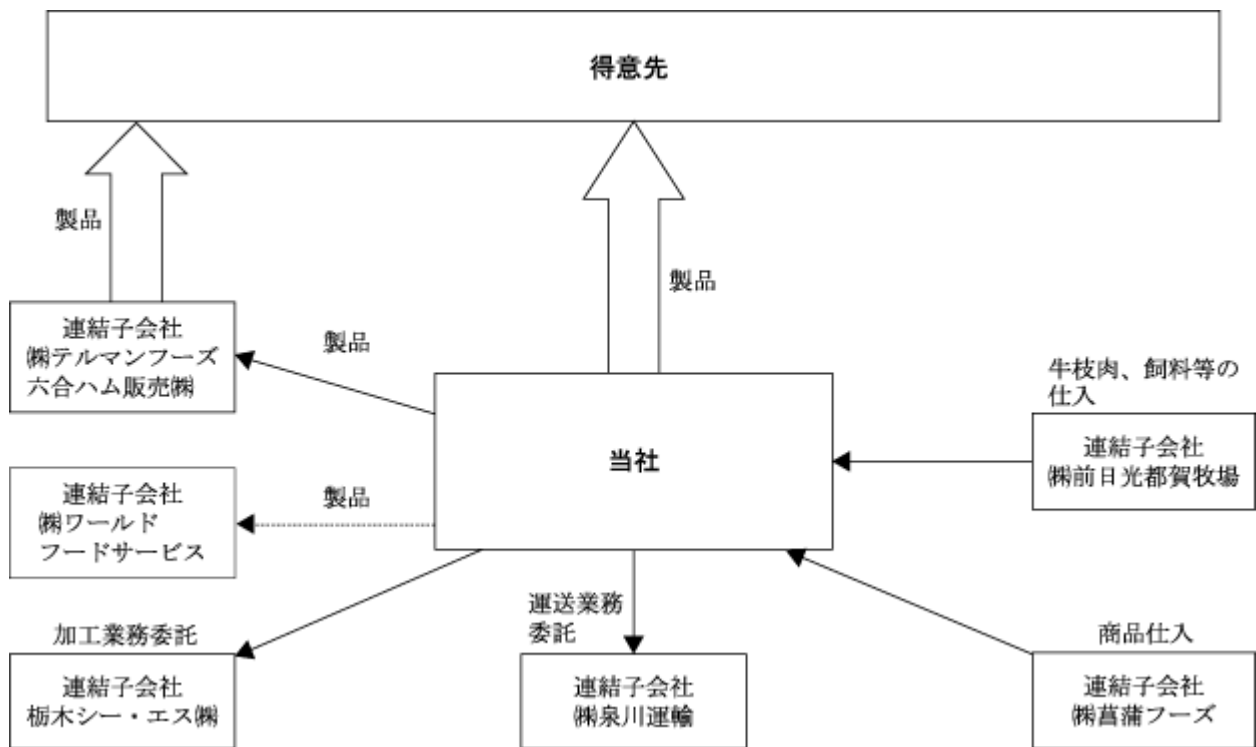 得意先
製品
製品
連結子会社
㈱テルマンフーズ
六合ハム販売㈱
製品
牛枝肉、飼料等の
仕入
当社
連結子会社
㈱前日光都賀牧場
連結子会社
㈱ワールド
フードサービス
製品
加工業務委託
運送業務
委託
商品仕入
連結子会社
栃木シー・エス㈱
連結子会社
㈱泉川運輸
連結子会社
㈱菖蒲フーズ